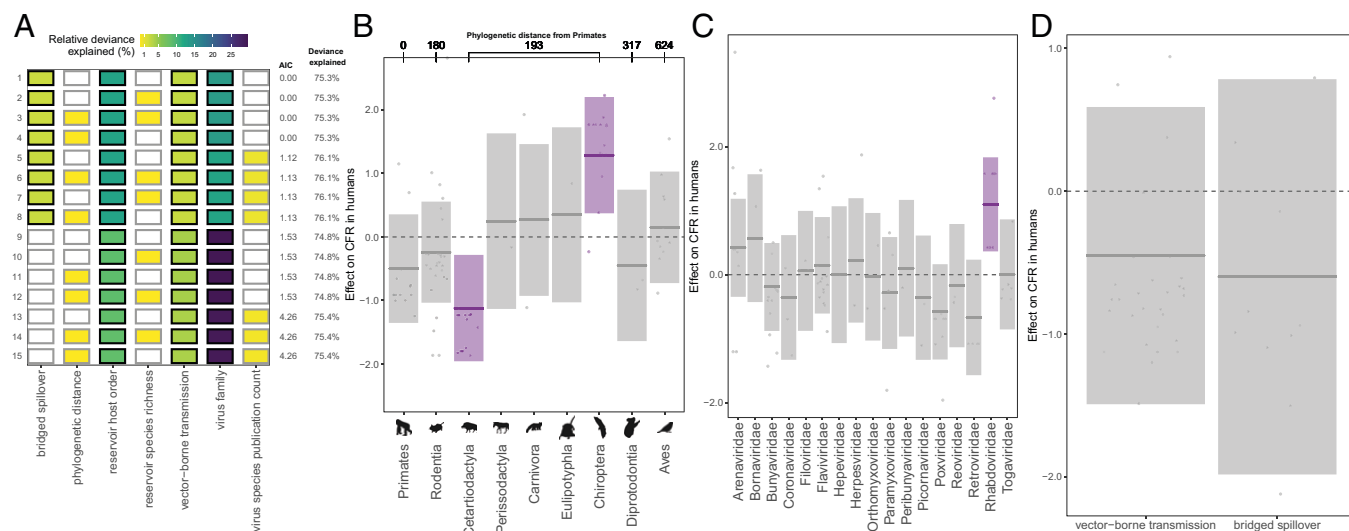 A
Relative deviance
explained (%)
1 5 10 15 20 25
AIC
Deviance
explained
1 0.00 75.3%
2 0.00 75.3%
3 0.00 75.3%
4 0.00 75.3%
5 1.12 76.1%
6 1.13 76.1%
7 1.13 76.1%
8 1.13 76.1%
9 1.53 74.8%
10 1.53 74.8%
11 1.53 74.8%
12 1.53 74.8%
13 4.26 75.4%
14 4.26 75.4%
15 4.26 75.4%
bridged spillover
phylogenetic distance
reservoir host order
reservoir species richness
vector-borne transmission
virus family
virus species publication count
B
Phylogenetic distance from Primates
0 180 193 317 624
Effect on CFR in humans
2.0
1.0
0.0
−1.0
−2.0
Primates
Rodentia
Cetartiodactyla
Perissodactyla
Carnivora
Eulipotyphla
Chiroptera
Diprotodontia
Aves
C
Effect on CFR in humans
2.0
0.0
−2.0
Arenaviridae
Bornaviridae
Bunyaviridae
Coronaviridae
Filoviridae
Flaviviridae
Hepeviridae
Herpesviridae
Orthomyxoviridae
Paramyxoviridae
Peribunyaviridae
Picornaviridae
Poxviridae
Reoviridae
Retroviridae
Rhabdoviridae
Togaviridae
D
Effect on CFR in humans
1.0
0.0
−1.0
−2.0
vector-borne transmission
bridged spillover